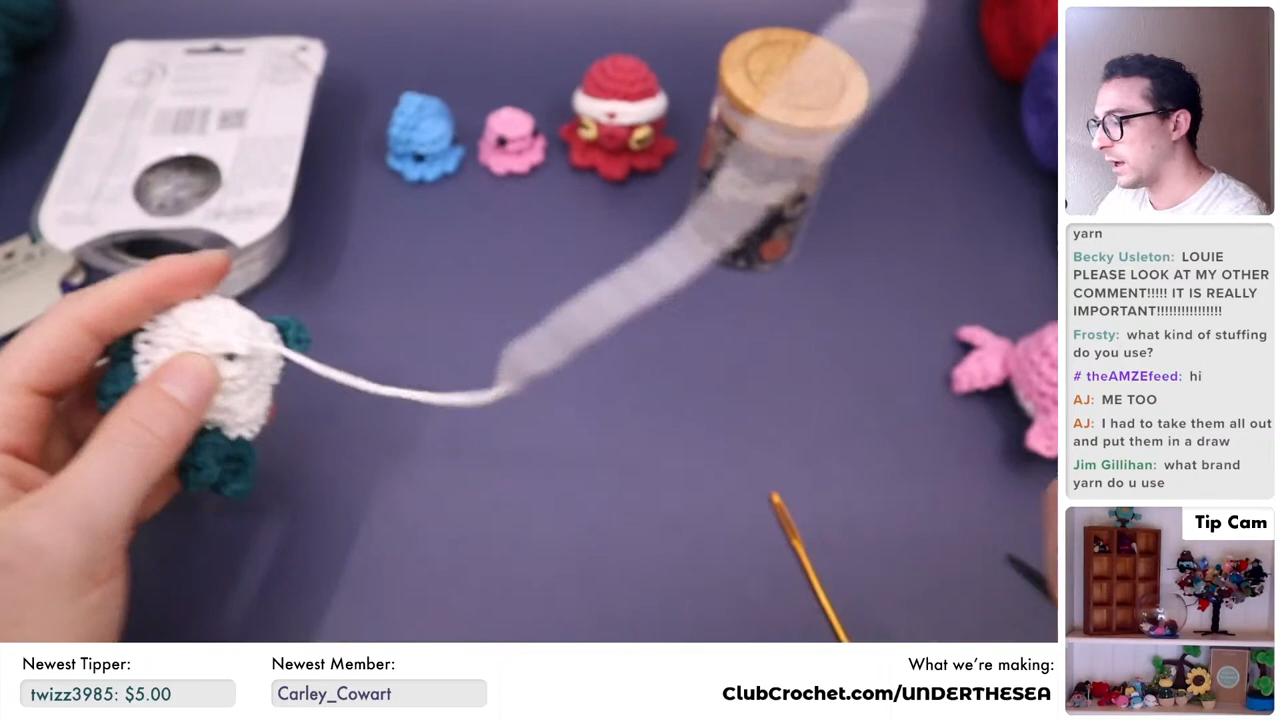 yarn
Becky Usleton: LOUIE
PLEASE LOOK AT MY OTHER
COMMENT!!!!! IT IS REALLY
IMPORTANT!!!!!!!!!!!!!!!!
Frosty: what kind of stuffing
do you use?
# theAMZEfeed: hi
AJ: ME TOO
AJ: I had to take them all out
and put them in a draw
Jim Gillihan: what brand
yarn do u use
Tip Cam
Newest Tipper:
twizz3985: $5.00
Newest Member:
Carley_Cowart
What we're making:
ClubCrochet.com/UNDERTHESEA